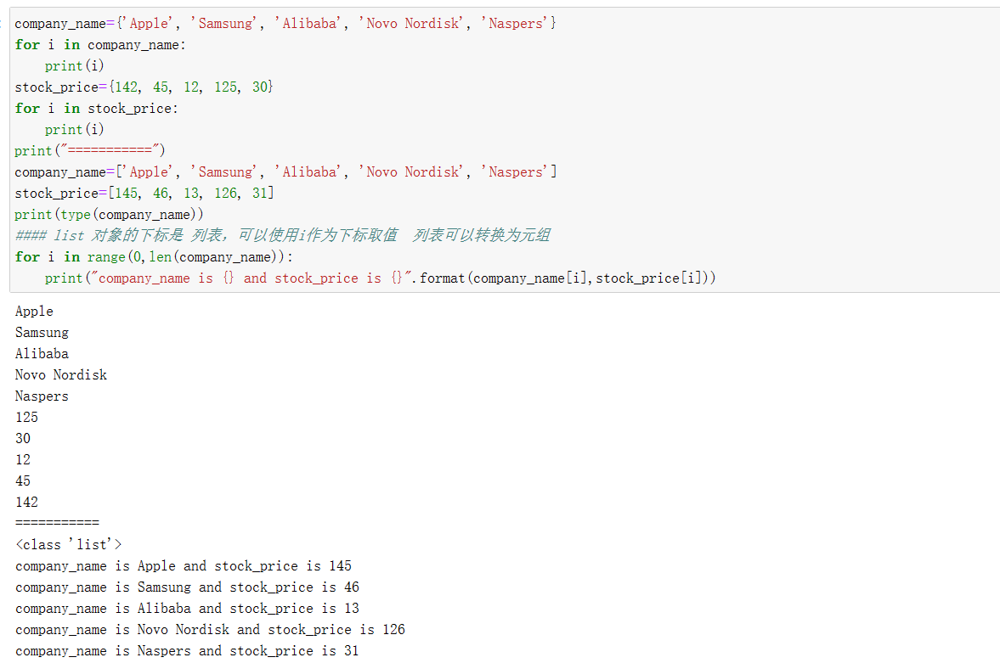 company_name={'Apple', 'Samsung', 'Alibaba', 'Novo Nordisk', 'Naspers'}
for i in company_name:
    print(i)
stock_price={142, 45, 12, 125, 30}
for i in stock_price:
    print(i)
print("===========")
company_name=['Apple', 'Samsung', 'Alibaba', 'Novo Nordisk', 'Naspers']
stock_price=[145, 46, 13, 126, 31]
print(type(company_name))
#### list 对象的下标是 列表，可以使用i作为下标取值  列表可以转换为元组
for i in range(0,len(company_name)):
    print("company_name is {} and stock_price is {}".format(company_name[i],stock_price[i]))
Apple
Samsung
Alibaba
Novo Nordisk
Naspers
125
30
12
45
142
===========
<class 'list'>
company_name is Apple and stock_price is 145
company_name is Samsung and stock_price is 46
company_name is Alibaba and stock_price is 13
company_name is Novo Nordisk and stock_price is 126
company_name is Naspers and stock_price is 31